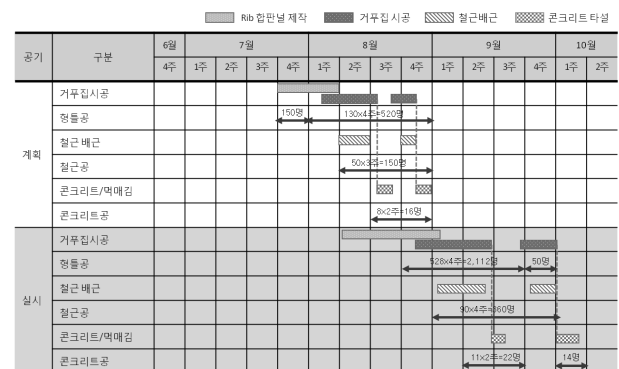 Rib 합판널 제작 거푸집 시공 철근배근 콘크리트 타설
공기 구분 6월 7월 8월 9월 10월
4주 1주 2주 3주 4주 1주 2주 3주 4주 1주 2주 3주 4주 1주 2주
계획
거푸집시공
형틀공 150명 130x4주=520명
철근 배근
철근공 50x3주=150명
콘크리트/먹매김
콘크리트공 8x2주=16명
실시
거푸집시공
형틀공 528x4주=2,112명 50명
철근 배근
철근공 90x4주=360명
콘크리트/먹매김
콘크리트공 11x2주=22명 14명